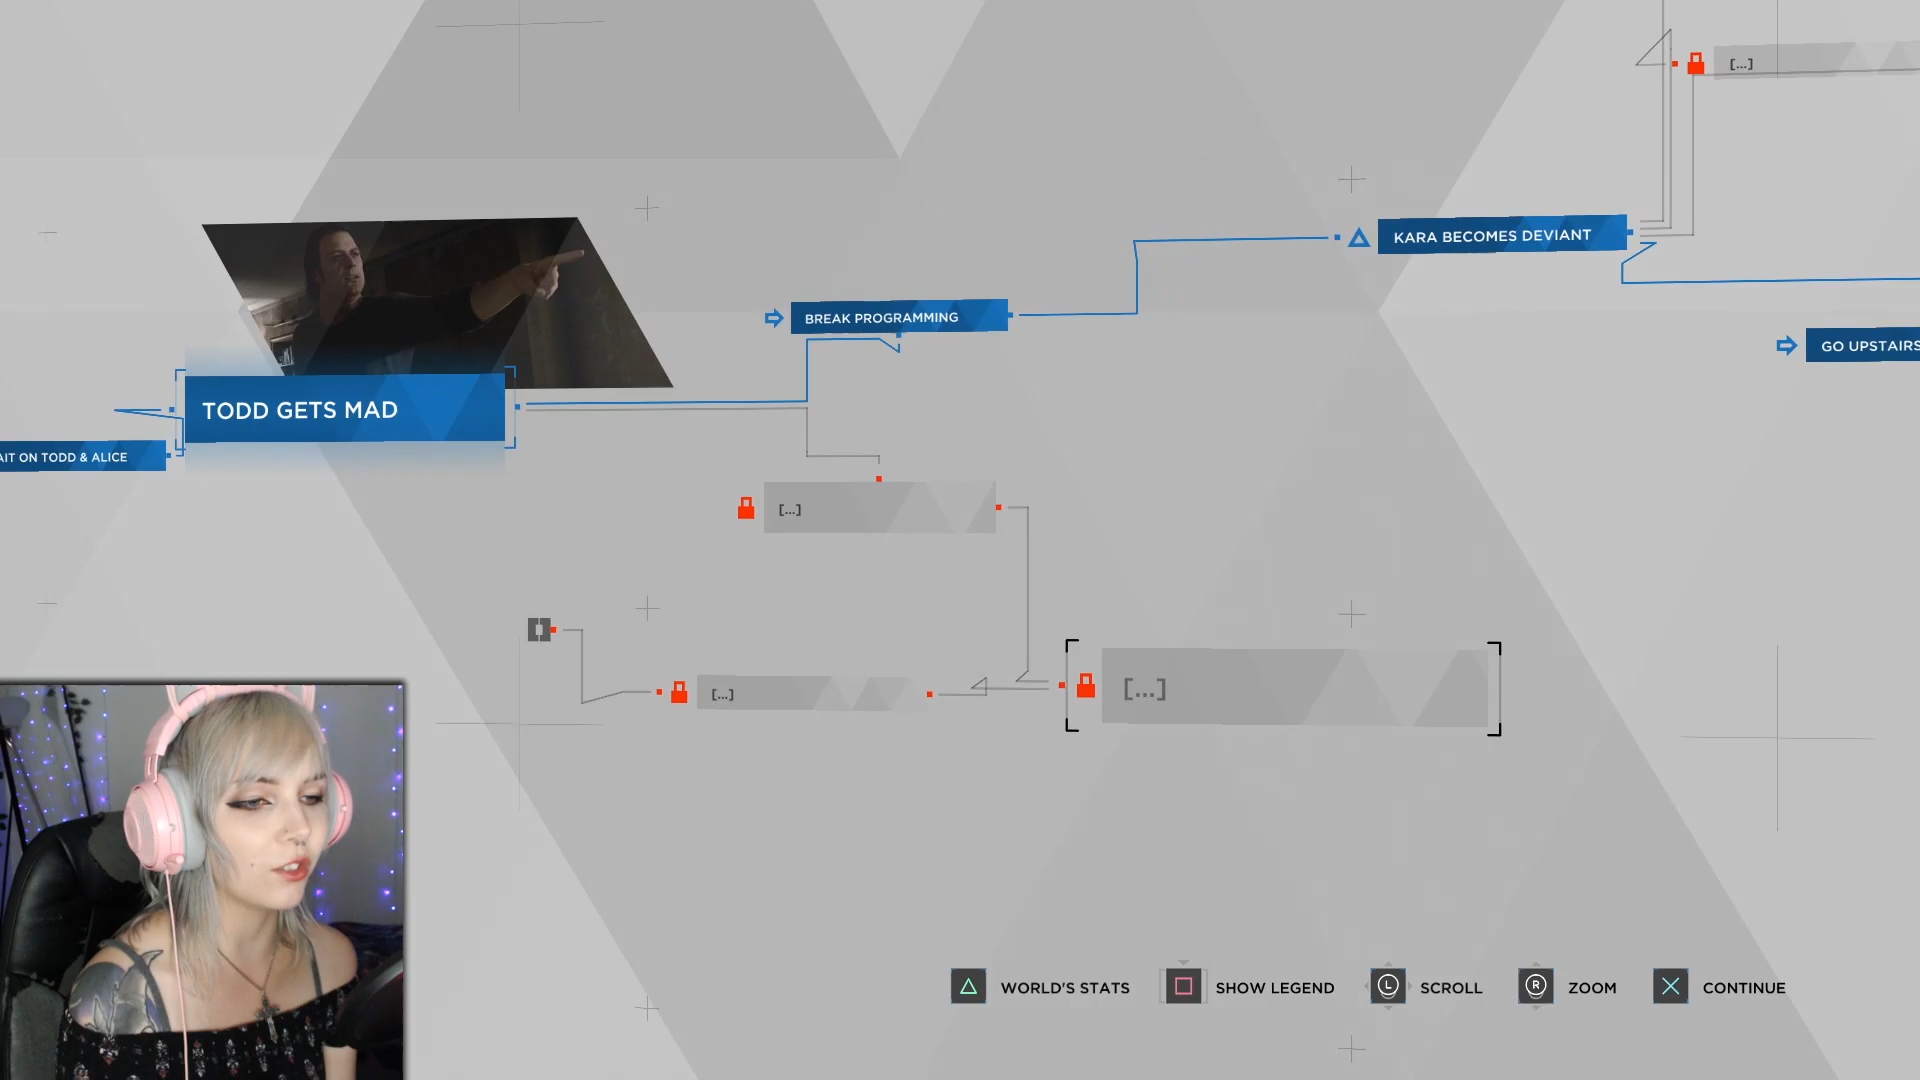 [...]
KARA BECOMES DEVIANT
BREAK PROGRAMMING
GO UPSTAIRS
TODD GETS MAD
AIT ON TODD & ALICE
[...]
[...]
[...]
WORLD'S STATS
SHOW LEGEND
L
SCROLL
R
ZOOM
CONTINUE